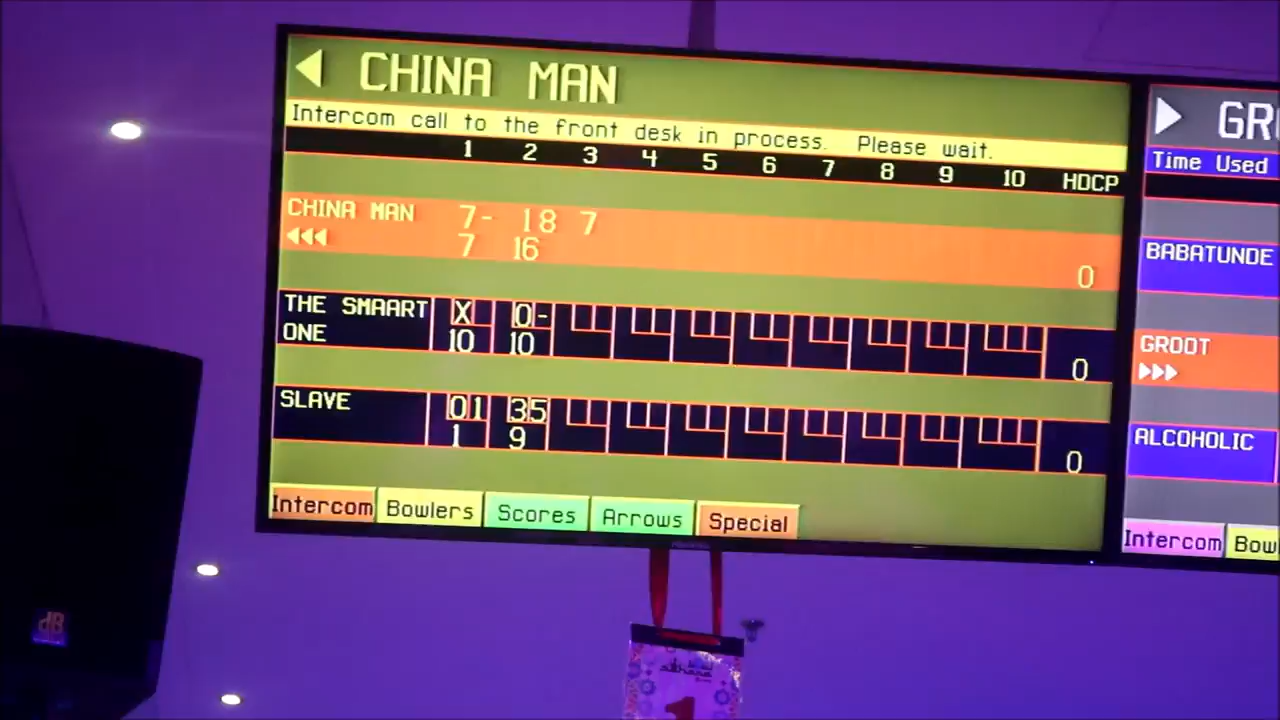 CHINA MAN
Intercom call to the front desk in process. Please wait.
1 2 3 4 5 6 7 8 9 10 HDCP
CHINA MAN 7- 18 7
7 16 0
THE SMAART ONE X 0-
10 10 0
SLAVE 01 35
1 9 0
Intercom Bowlers Scores Arrows Special
GR
Time Used
BABATUNDE
GROOT
ALCOHOLIC
Intercom Bow
dB
1